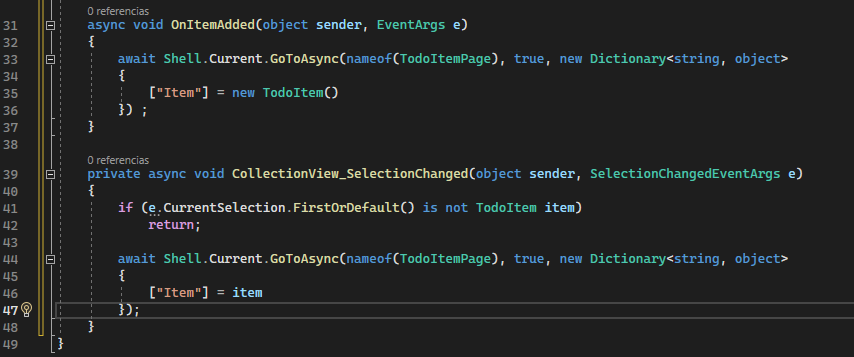 0 referencias
31 async void OnItemAdded(object sender, EventArgs e)
32 {
33 await Shell.Current.GoToAsync(nameof(TodoItemPage), true, new Dictionary<string, object>
34 {
35 ["Item"] = new TodoItem()
36 }) ;
37 }
38
0 referencias
39 private async void CollectionView_SelectionChanged(object sender, SelectionChangedEventArgs e)
40 {
41 if (e.CurrentSelection.FirstOrDefault() is not TodoItem item)
42 return;
43
44 await Shell.Current.GoToAsync(nameof(TodoItemPage), true, new Dictionary<string, object>
45 {
46 ["Item"] = item
47 });
48 }
49 }